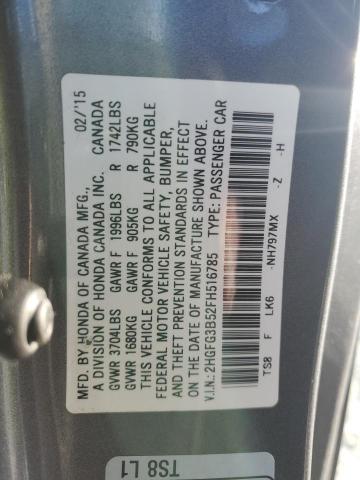 MFD. BY HONDA OF CANADA MFG., 02/'15
A DIVISION OF HONDA CANADA INC. CANADA
GVWR 3704LBS GAWR F 1996LBS R 1742LBS
GVWR 1680KG GAWR F 905KG R 790KG
THIS VEHICLE CONFORMS TO ALL APPLICABLE
FEDERAL MOTOR VEHICLE SAFETY, BUMPER,
AND THEFT PREVENTION STANDARDS IN EFFECT
ON THE DATE OF MANUFACTURE SHOWN ABOVE.
V.I.N.: 2HGFG3B52FH516785 TYPE: PASSENGER CAR
TS8 F LK6 -NH797MX -Z -H
TS8 L1